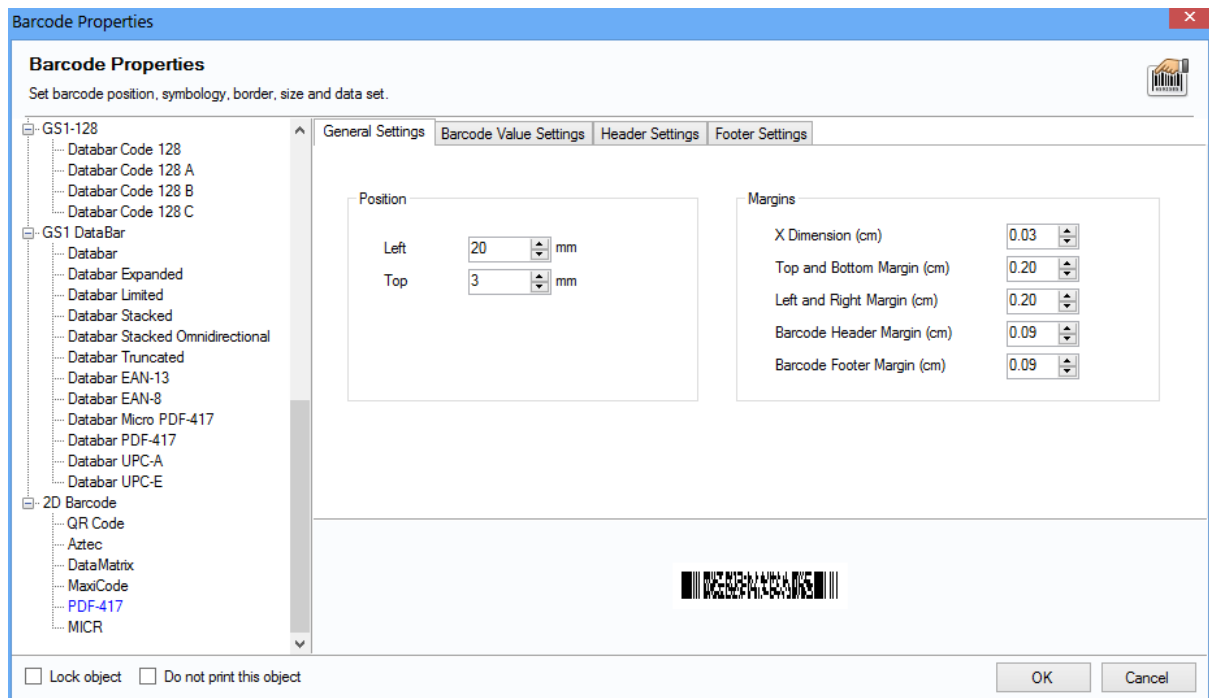 Barcode Properties
Barcode Properties
Set barcode position, symbology, border, size and data set.
GS1-128
Databar Code 128
Databar Code 128 A
Databar Code 128 B
Databar Code 128 C
GS1 DataBar
Databar
Databar Expanded
Databar Limited
Databar Stacked
Databar Stacked Omnidirectional
Databar Truncated
Databar EAN-13
Databar EAN-8
Databar Micro PDF-417
Databar PDF-417
Databar UPC-A
Databar UPC-E
2D Barcode
QR Code
Aztec
DataMatrix
MaxiCode
PDF-417
MICR
General Settings Barcode Value Settings Header Settings Footer Settings
Position
Left 20 mm
Top 3 mm
Margins
X Dimension (cm) 0.03
Top and Bottom Margin (cm) 0.20
Left and Right Margin (cm) 0.20
Barcode Header Margin (cm) 0.09
Barcode Footer Margin (cm) 0.09
Lock object Do not print this object
OK Cancel